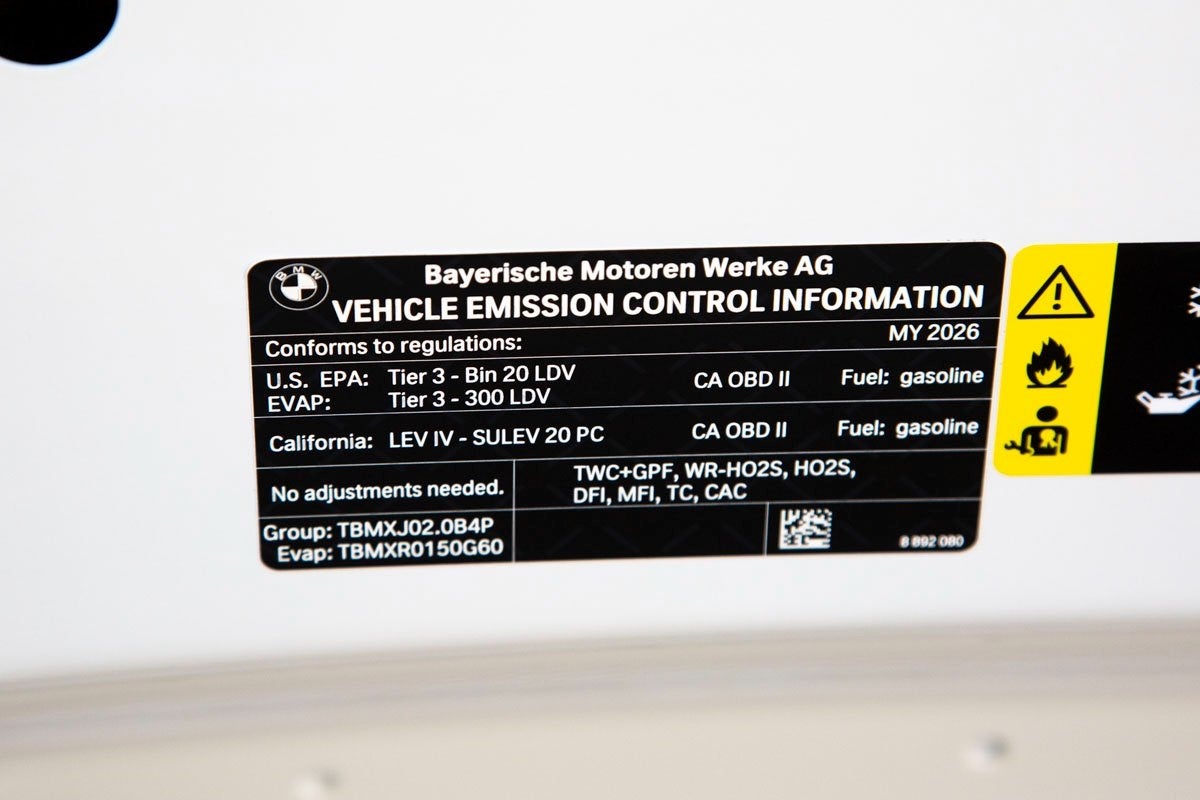 BMW
Bayerische Motoren Werke AG
VEHICLE EMISSION CONTROL INFORMATION
Conforms to regulations: MY 2026
U.S. EPA: Tier 3 - Bin 20 LDV CA OBD II Fuel: gasoline
EVAP: Tier 3 - 300 LDV
California: LEV IV - SULEV 20 PC CA OBD II Fuel: gasoline
No adjustments needed. TWC+GPF, WR-HO2S, HO2S,
DFI, MFI, TC, CAC
Group: TBMXJ02.0B4P
Evap: TBMXR0150G60
8 892 080